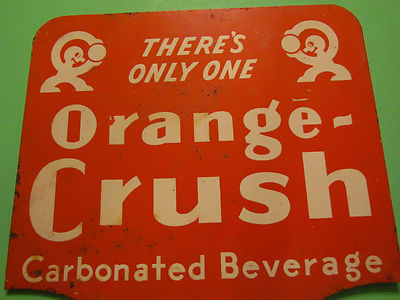 THERE'S
ONLY ONE
Orange-
Crush
Carbonated Beverage